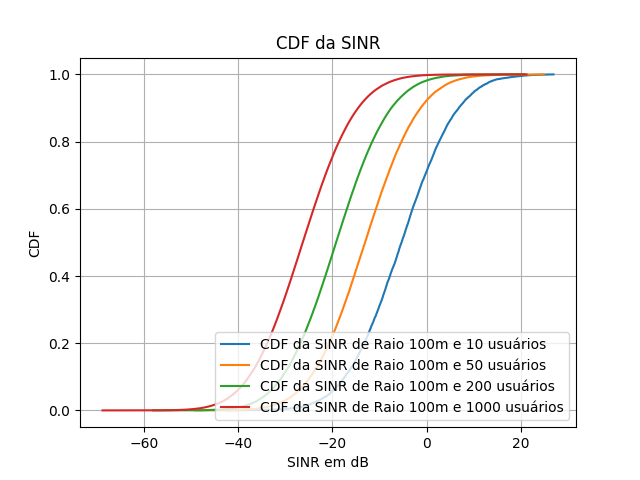 CDF da SINR
1.0
0.8
0.6
0.4
0.2
0.0
CDF
CDF da SINR de Raio 100m e 10 usuários
CDF da SINR de Raio 100m e 50 usuários
CDF da SINR de Raio 100m e 200 usuários
CDF da SINR de Raio 100m e 1000 usuários
−60 −40 −20 0 20
SINR em dB